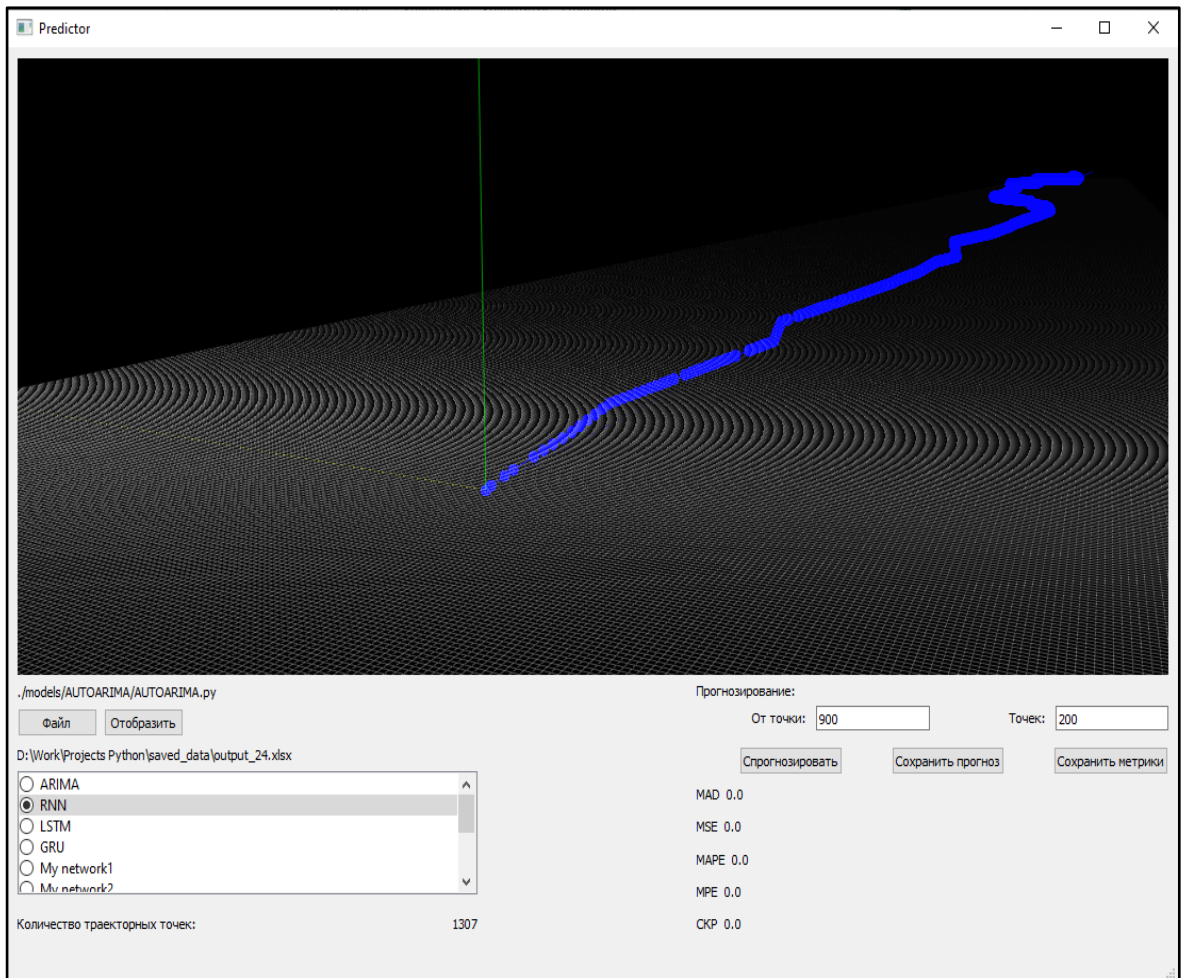 Predictor
./models/AUTOARIMA/AUTOARIMA.py
Файл Отобразить
D:\Work\Projects Python\saved_data\output_24.xlsx
ARIMA
RNN
LSTM
GRU
My network1
My network2
Количество траекторных точек: 1307
Прогнозирование:
От точки: 900 Точек: 200
Спрогнозировать Сохранить прогноз Сохранить метрики
MAD 0.0
MSE 0.0
MAPE 0.0
MPE 0.0
СКР 0.0